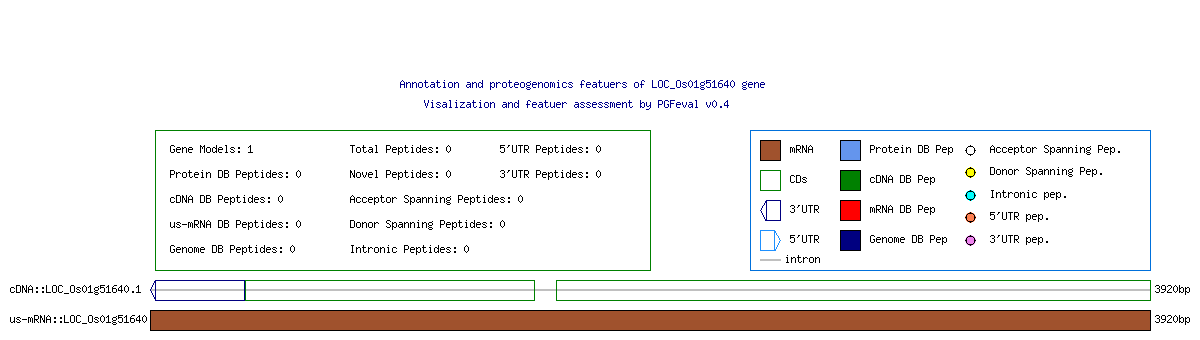 Annotation and proteogenomics featuers of LOC_Os01g51640 gene
Visalization and featuer assessment by PGFeval v0.4
Gene Models: 1 Total Peptides: 0 5'UTR Peptides: 0
Protein DB Peptides: 0 Novel Peptides: 0 3'UTR Peptides: 0
cDNA DB Peptides: 0 Acceptor Spanning Peptides: 0
us-mRNA DB Peptides: 0 Donor Spanning Peptides: 0
Genome DB Peptides: 0 Intronic Peptides: 0
mRNA Protein DB Pep Acceptor Spanning Pep.
CDs cDNA DB Pep Donor Spanning Pep.
3'UTR mRNA DB Pep Intronic pep.
5'UTR Genome DB Pep 5'UTR pep.
intron 3'UTR pep.
cDNA::LOC_Os01g51640.1 3920bp
us-mRNA::LOC_Os01g51640 3920bp